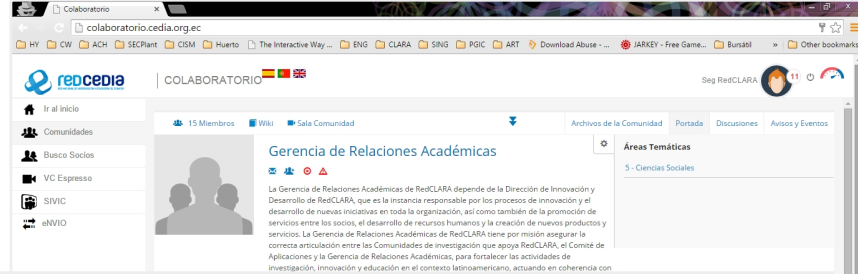 Colaboratorio
colaboratorio.cedia.org.ec
HY CW ACH SECPlant CISM Huerto The Interactive Way ... ENG CLARA SING PGIC ART Download Abuse - ... JARKEY - Free Game... Bursátil » Other bookmarks
redcedia COLABORATORIO Seg RedCLARA 11
Ir al inicio
15 Miembros Wiki Sala Comunidad Archivos de la Comunidad Portada Discusiones Avisos y Eventos
Comunidades
Busco Socios
VC Espresso
SIVIC
eNVIO
Gerencia de Relaciones Académicas
La Gerencia de Relaciones Académicas de RedCLARA depende de la Dirección de Innovación y
Desarrollo de RedCLARA, que es la instancia responsable por los procesos de innovación y el
desarrollo de nuevas iniciativas en toda la organización, así como también de la promoción de
servicios entre los socios, el desarrollo de recursos humanos y la creación de nuevos productos y
servicios. La Gerencia de Relaciones Académicas de RedCLARA tiene por misión asegurar la
correcta articulación entre las Comunidades de investigación que apoya RedCLARA, el Comité de
Aplicaciones y la Gerencia de Relaciones Académicas, para fortalecer las actividades de
investigación, innovación y educación en el contexto latinoamericano, actuando en coherencia con
Áreas Temáticas
5 - Ciencias Sociales